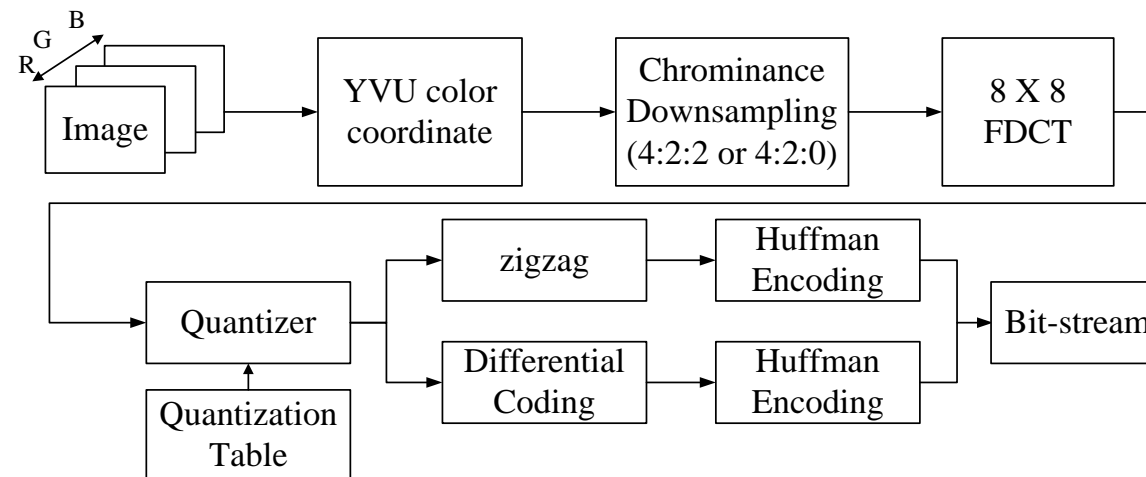 B
G
R
Image
YVU color
coordinate
Chrominance
Downsampling
(4:2:2 or 4:2:0)
8 X 8
FDCT
zigzag
Huffman
Encoding
Quantizer
Bit-stream
Differential
Coding
Huffman
Encoding
Quantization
Table